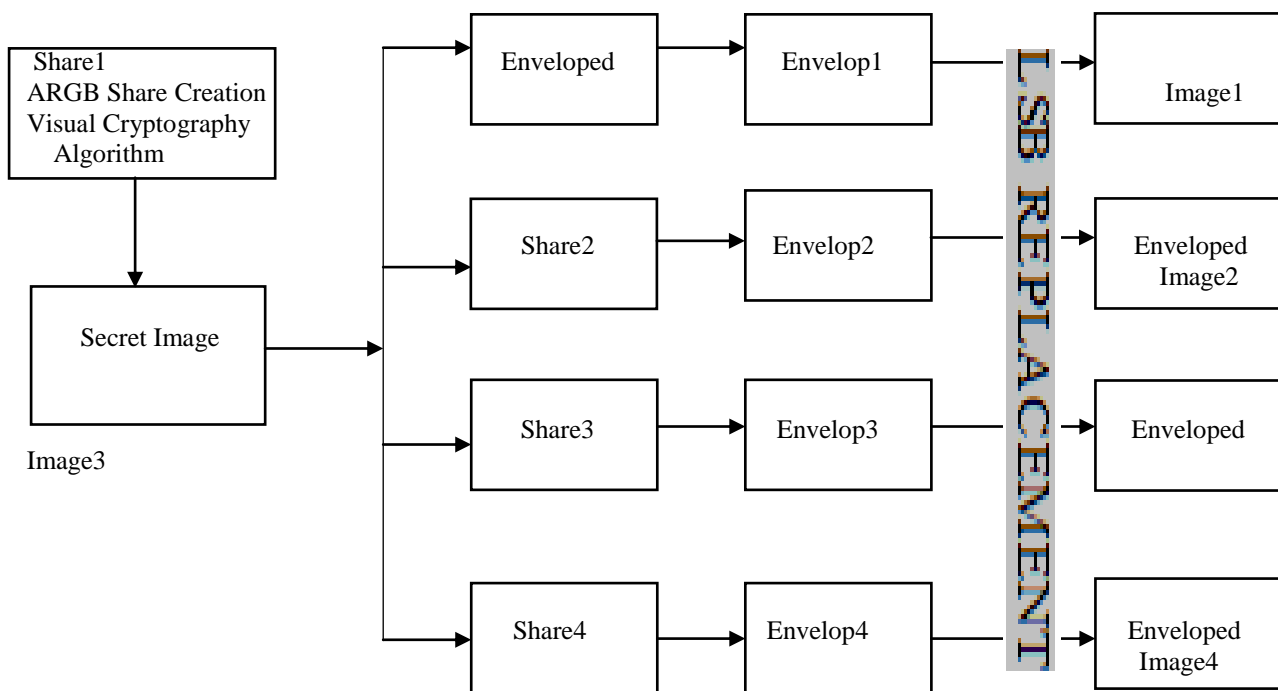 Share1
ARGB Share Creation
Visual Cryptography
Algorithm
Secret Image
Image3
Enveloped
Share2
Share3
Share4
Envelop1
Envelop2
Envelop3
Envelop4
LSB REPLACEMENT
Image1
Enveloped
Image2
Enveloped
Enveloped
Image4